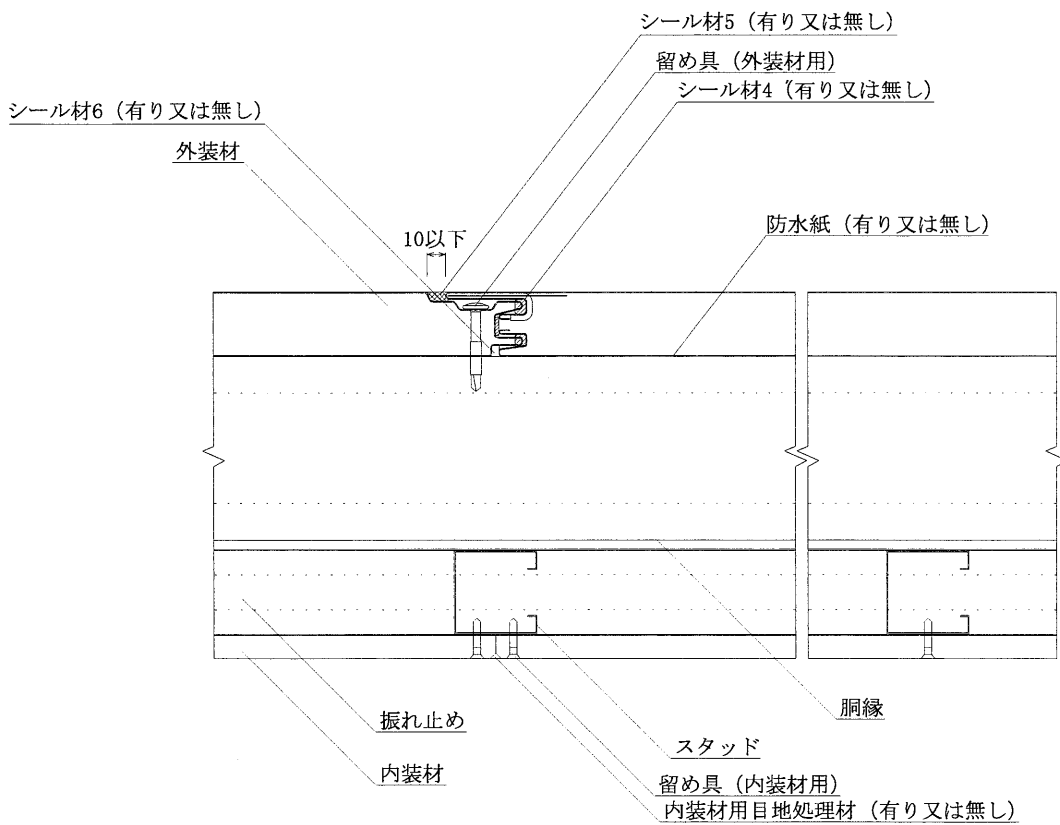 シール材5（有り又は無し）
留め具（外装材用）
シール材4（有り又は無し）
シール材6（有り又は無し）
外装材
防水紙（有り又は無し）
10以下
胴縁
振れ止め
スタッド
内装材
留め具（内装材用）
内装材用目地処理材（有り又は無し）